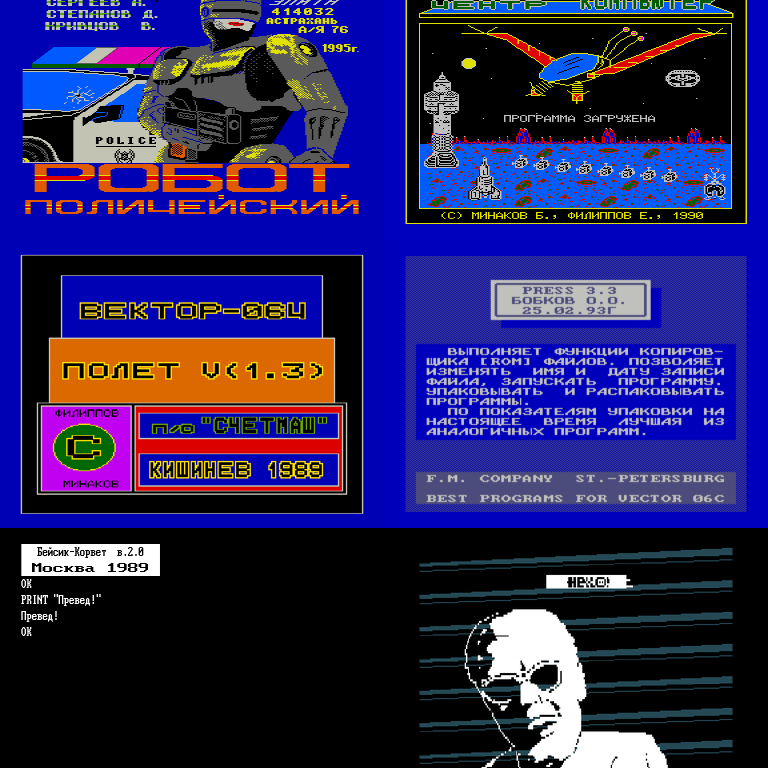 СЕРГЕЕВ А.
СТЕПАНОВ Д.
КРИВЦОВ В.
ЭЛИТА
414032
АСТРАХАНЬ
А/Я 76
1995г.
POLICE
РОБОТ
ПОЛИЦЕЙСКИЙ
ЦЕНТР КОМПЬЮТЕР
ПРОГРАММА ЗАГРУЖЕНА
(C) МИНАКОВ Б., ФИЛИППОВ Е., 1990
ВЕКТОР-06Ц
ПОЛЕТ V(1.3)
ФИЛИППОВ
C
МИНАКОВ
п/о "СЧЕТМАШ"
КИШИНЕВ 1989
PRESS 3.3
БОБКОВ О.О.
25.02.93Г
ВЫПОЛНЯЕТ ФУНКЦИИ КОПИРОВ-
ЩИКА [ROM] ФАЙЛОВ. ПОЗВОЛЯЕТ
ИЗМЕНЯТЬ ИМЯ И ДАТУ ЗАПИСИ
ФАЙЛА, ЗАПУСКАТЬ ПРОГРАММУ.
УПАКОВЫВАТЬ И РАСПАКОВЫВАТЬ
ПРОГРАММЫ.
ПО ПОКАЗАТЕЛЯМ УПАКОВКИ НА
НАСТОЯЩЕЕ ВРЕМЯ ЛУЧШАЯ ИЗ
АНАЛОГИЧНЫХ ПРОГРАММ.
F.M. COMPANY ST.-PETERSBURG
BEST PROGRAMS FOR VECTOR 06C
Бейсик-Корвет в.2.0
Москва 1989
OK
PRINT "Превед!"
Превед!
OK